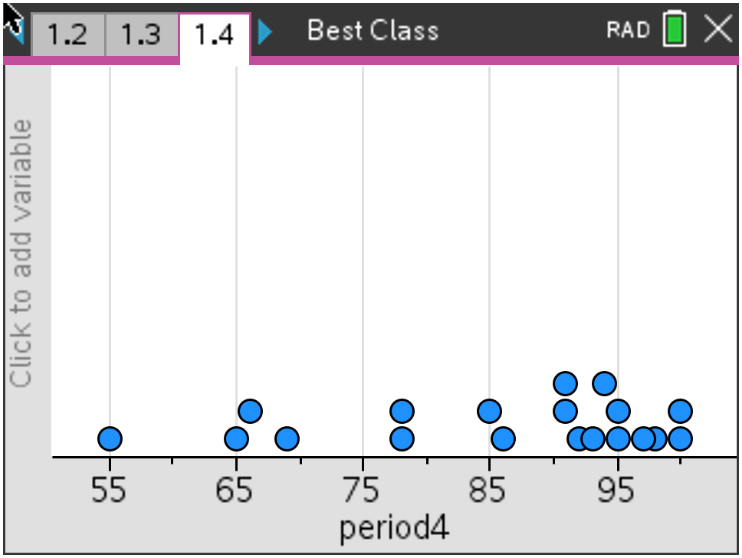 1.2 1.3 1.4 Best Class RAD
Click to add variable
55 65 75 85 95
period4